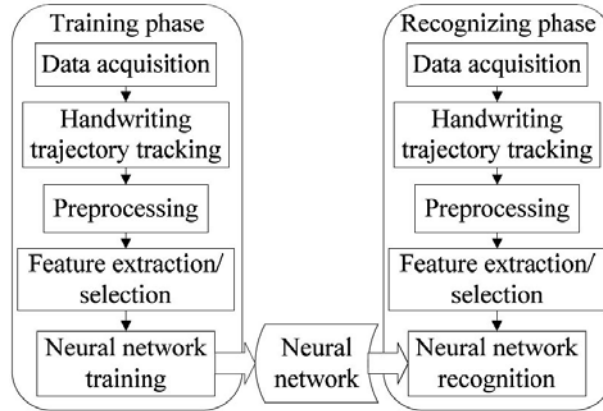 Training phase
Data acquisition
Handwriting
trajectory tracking
Preprocessing
Feature extraction/
selection
Neural network
training
Neural
network
Recognizing phase
Data acquisition
Handwriting
trajectory tracking
Preprocessing
Feature extraction/
selection
Neural network
recognition